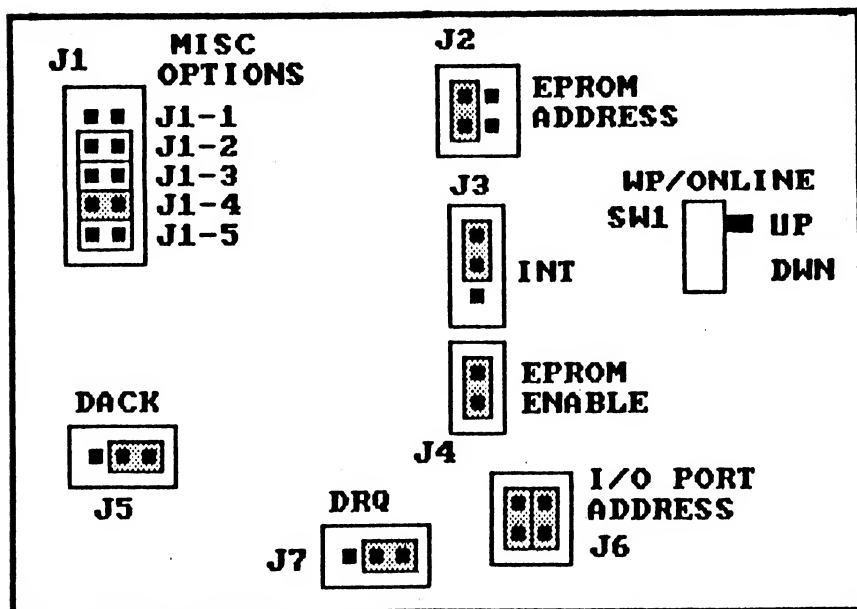 J1
MISC
OPTIONS
J1-1
J1-2
J1-3
J1-4
J1-5
J2
EPROM
ADDRESS
J3
INT
WP/ONLINE
SW1
UP
DWN
EPROM
ENABLE
J4
DACK
J5
DRQ
J7
I/O PORT
ADDRESS
J6